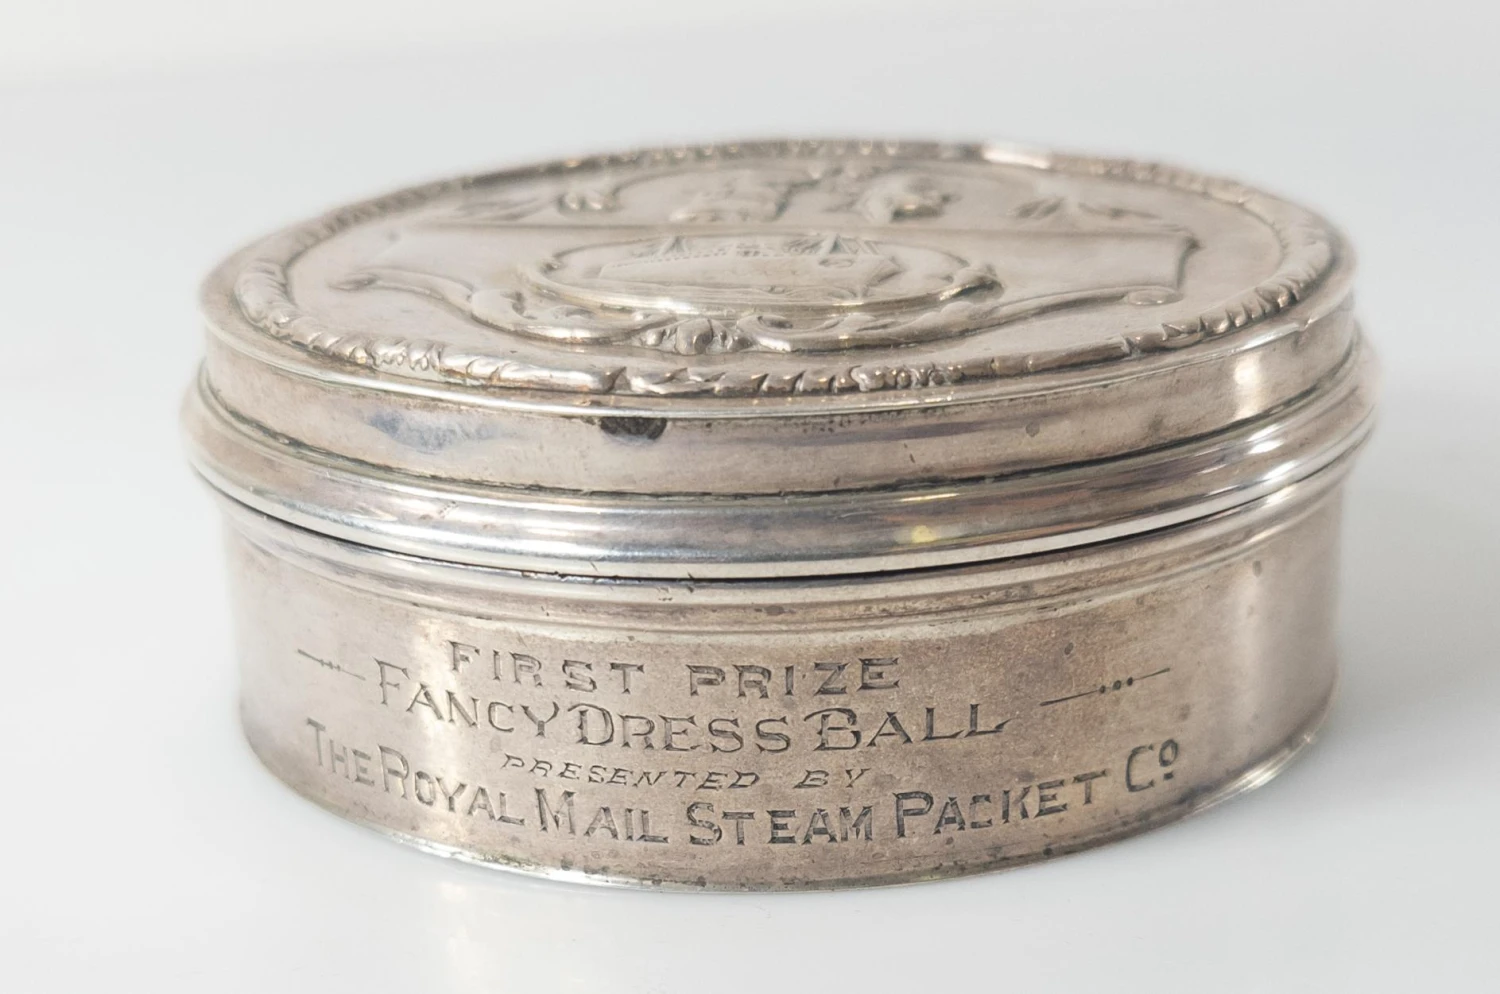 FIRST PRIZE
FANCY DRESS BALL
PRESENTED BY
THE ROYAL MAIL STEAM PACKET Cº